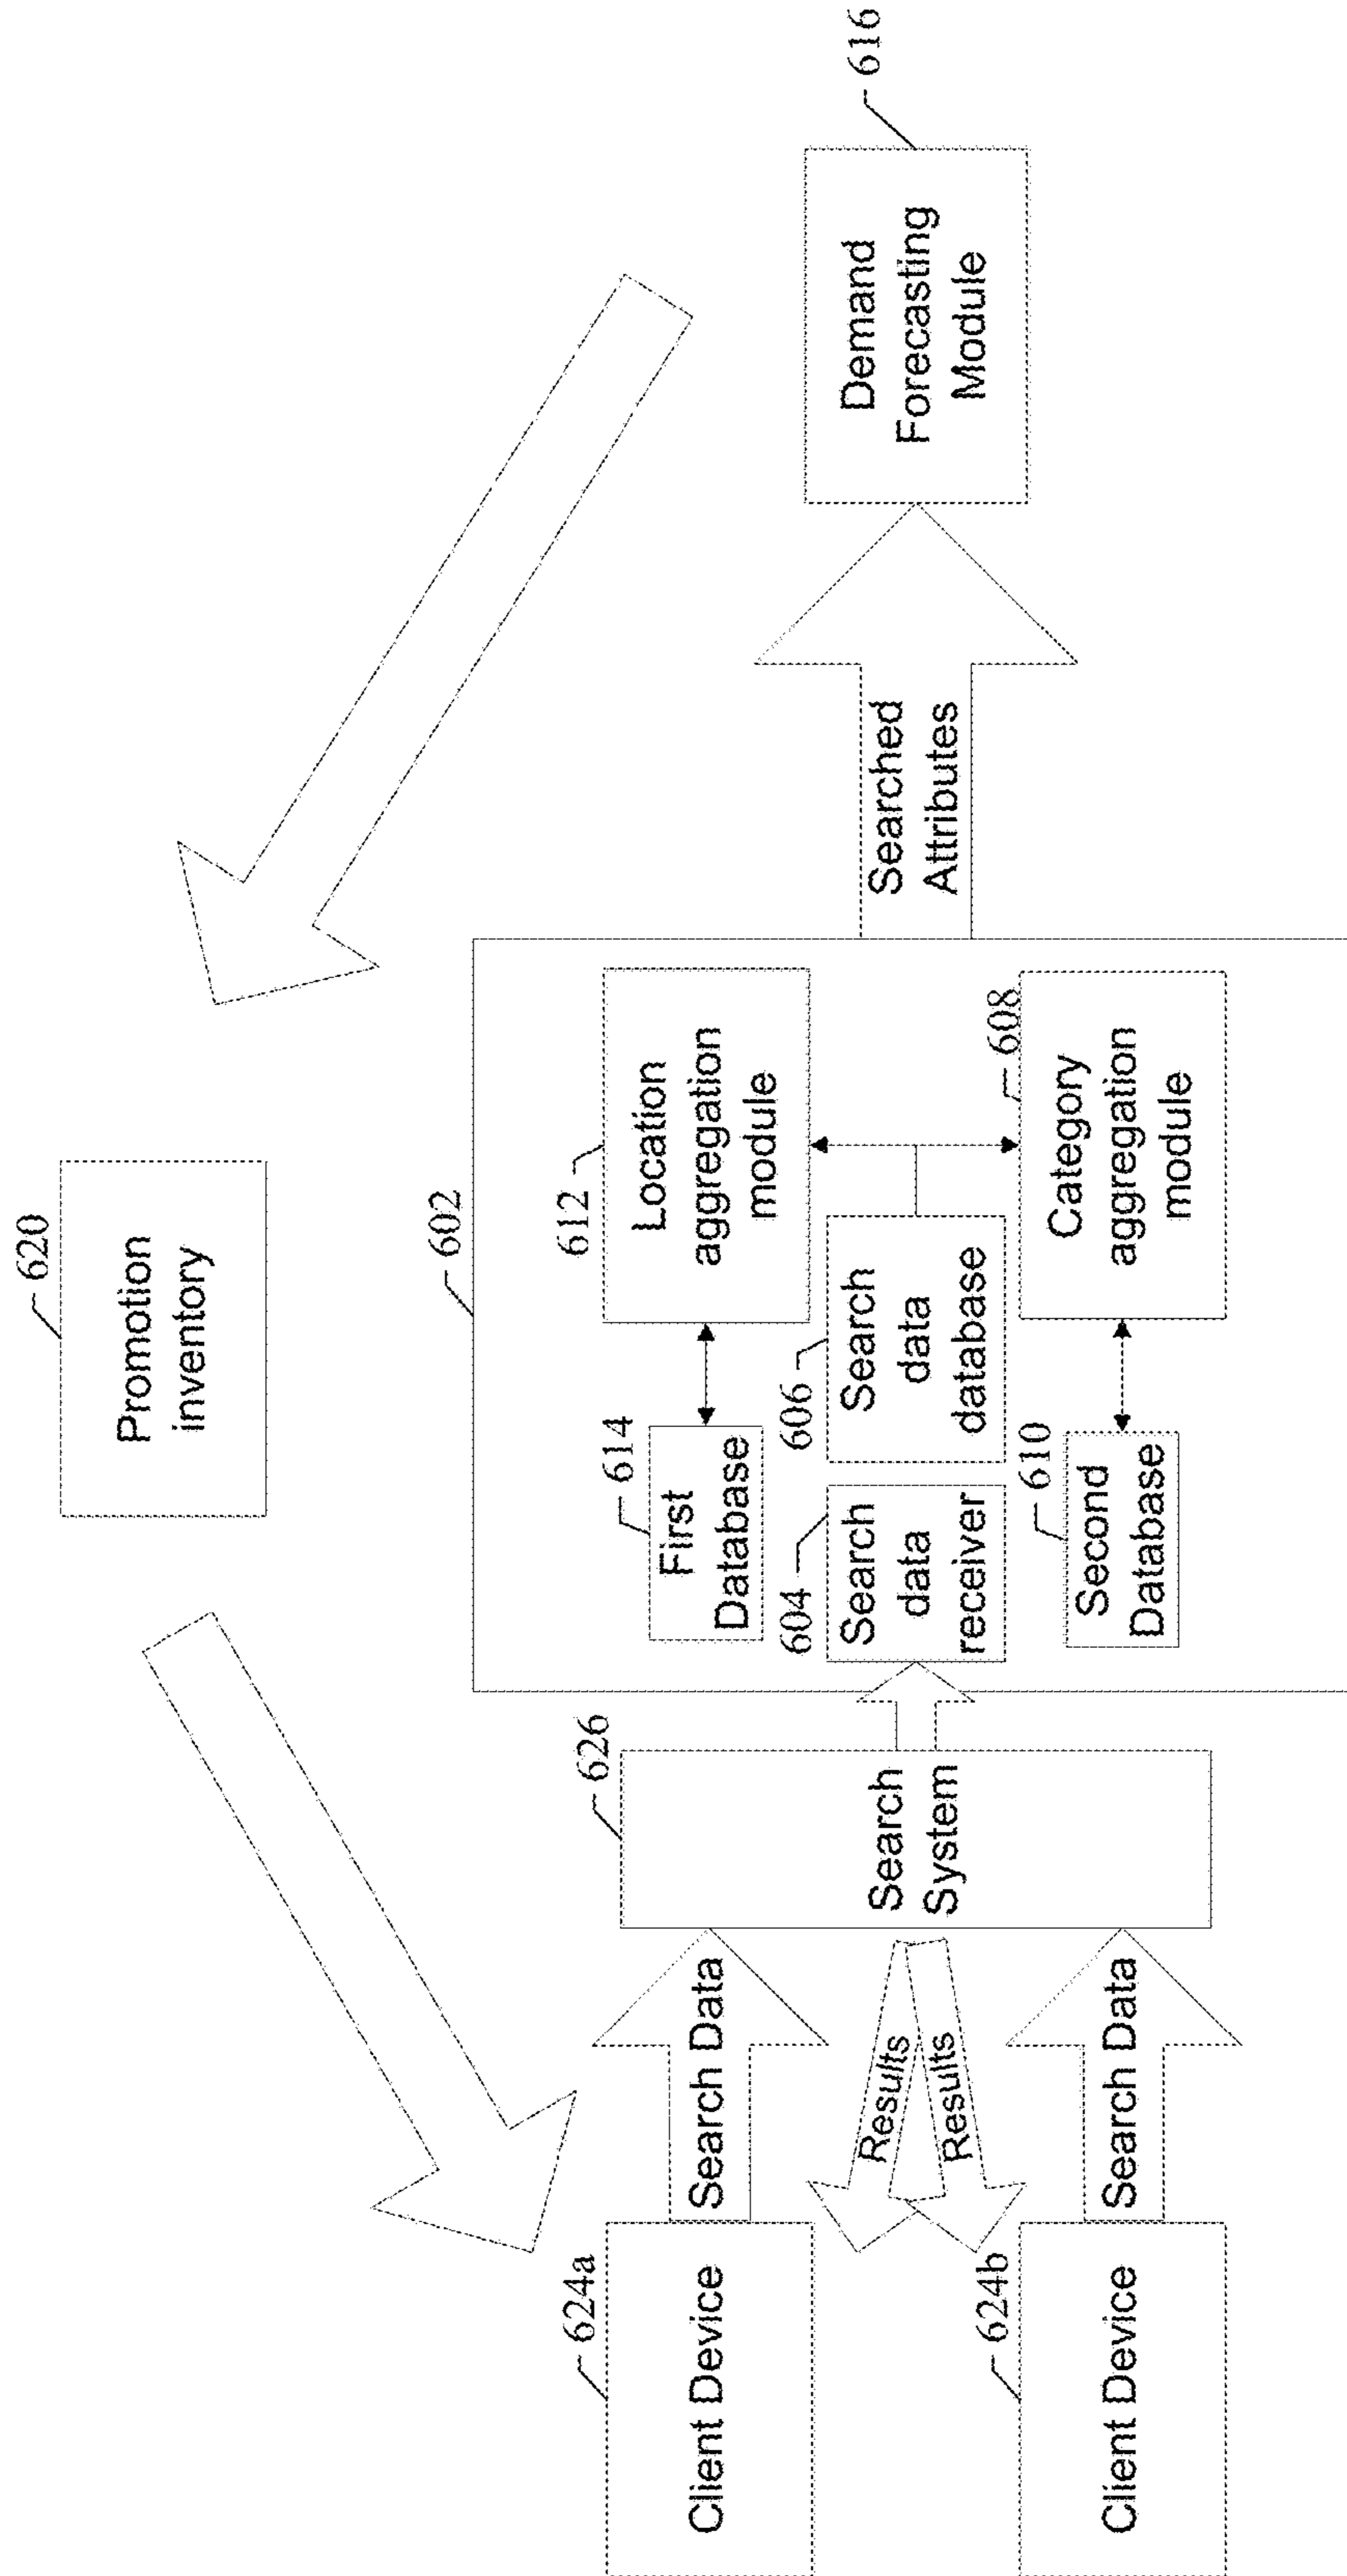 620
Promotion
inventory
602
612
Location
aggregation
module
614
First
Database
606
Search
data
database
604
Search
data
receiver
608
Category
aggregation
module
610
Second
Database
626
Search
System
Searched
Attributes
616
Demand
Forecasting
Module
624a
Client Device
Search Data
Results
Results
624b
Client Device
Search Data